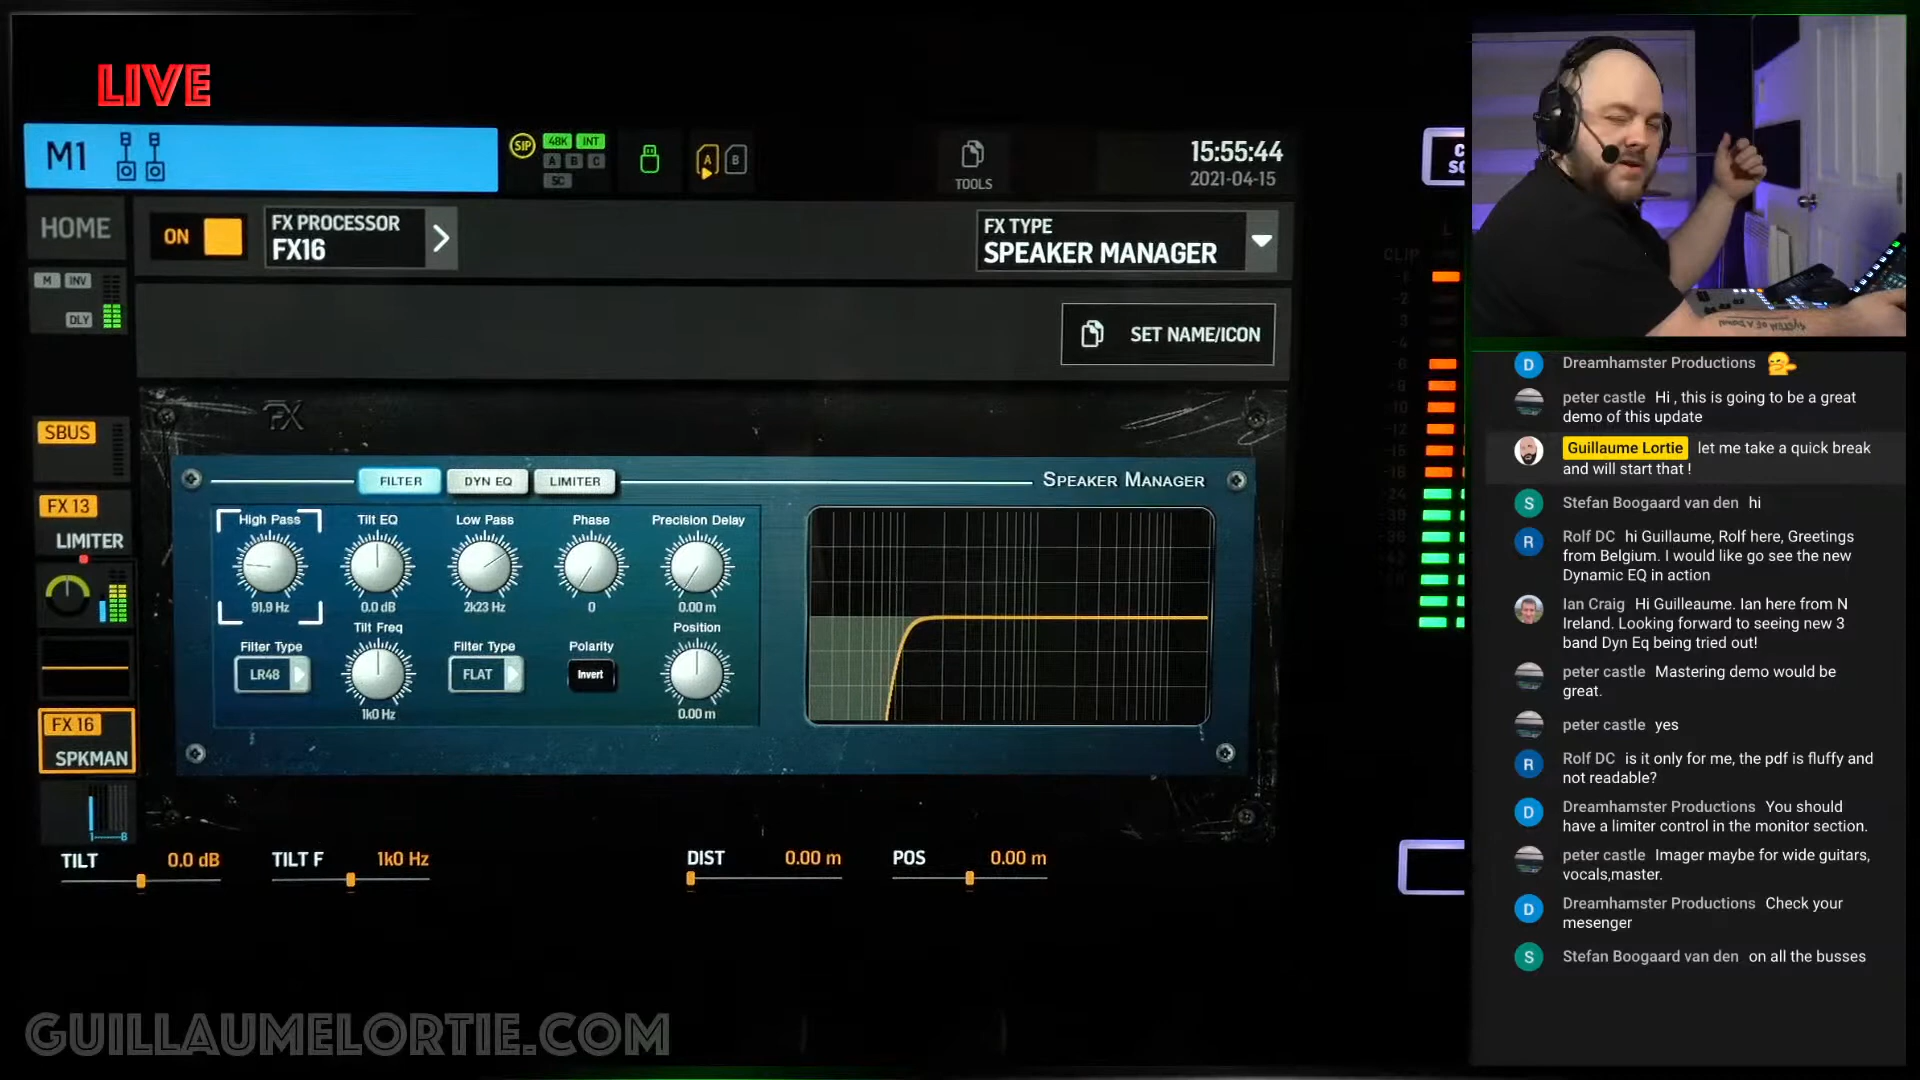 LIVE
M1
SIP
48K
INT
A
B
C
SC
A
B
TOOLS
15:55:44
2021-04-15
HOME
ON
FX PROCESSOR
FX16
FX TYPE
SPEAKER MANAGER
M
INV
DLY
SET NAME/ICON
FX
SBUS
FX 13
LIMITER
FX 16
SPKMAN
1
8
FILTER
DYN EQ
LIMITER
SPEAKER MANAGER
High Pass
Tilt EQ
Low Pass
Phase
Precision Delay
91.9 Hz
0.0 dB
2k23 Hz
0
0.00 m
Tilt Freq
Position
Filter Type
Filter Type
Polarity
LR48
FLAT
Invert
1k0 Hz
0.00 m
TILT
0.0 dB
TILT F
1k0 Hz
DIST
0.00 m
POS
0.00 m
L
CLIP
GUILLAUMELORTIE.COM
SYSTEM OF A DOWN
D
Dreamhamster Productions
peter castle Hi , this is going to be a great
demo of this update
Guillaume Lortie let me take a quick break
and will start that !
S
Stefan Boogaard van den hi
R
Rolf DC hi Guillaume, Rolf here, Greetings
from Belgium. I would like go see the new
Dynamic EQ in action
Ian Craig Hi Guilleaume. Ian here from N
Ireland. Looking forward to seeing new 3
band Dyn Eq being tried out!
peter castle Mastering demo would be
great.
peter castle yes
R
Rolf DC is it only for me, the pdf is fluffy and
not readable?
D
Dreamhamster Productions You should
have a limiter control in the monitor section.
peter castle Imager maybe for wide guitars,
vocals,master.
D
Dreamhamster Productions Check your
mesenger
S
Stefan Boogaard van den on all the busses